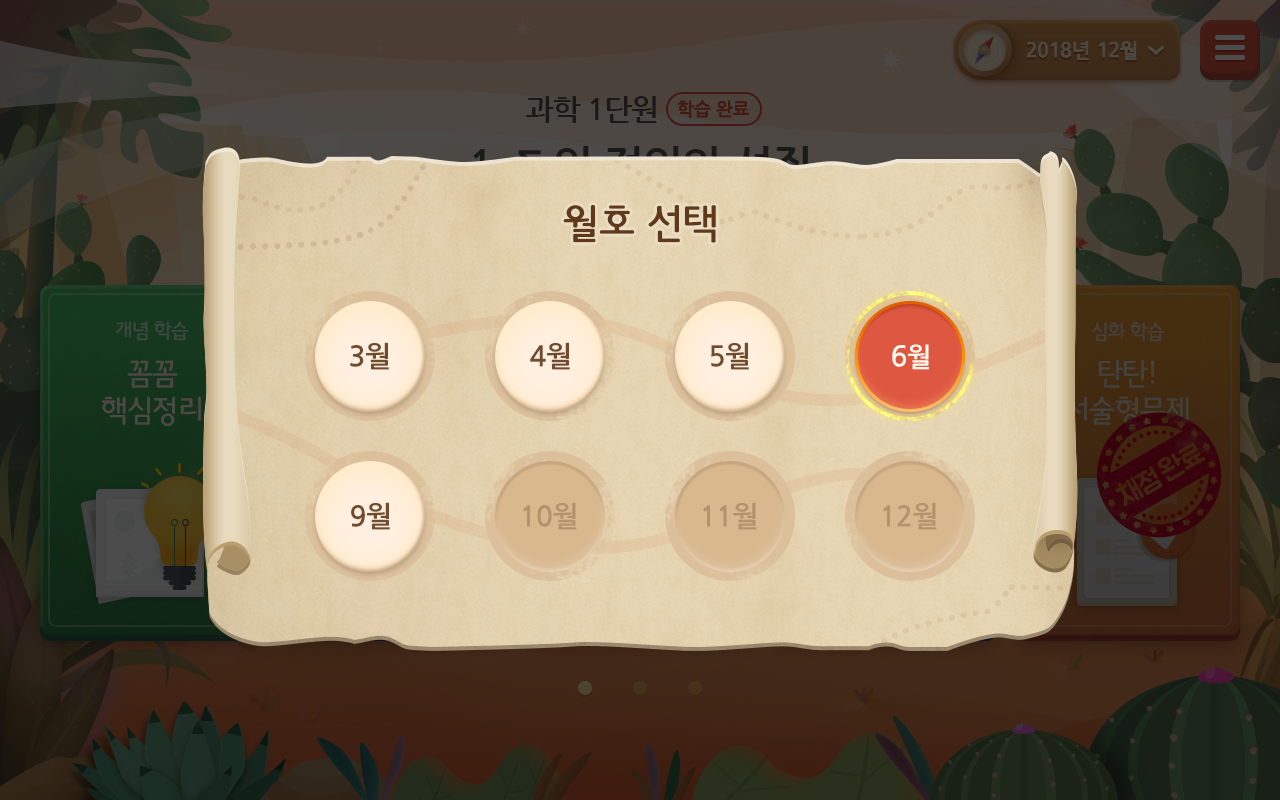 2018년 12월
과학 1단원 학습 완료
월호 선택
3월 4월 5월 6월
9월 10월 11월 12월
개념 학습
꼼꼼
핵심정리
심화 학습
탄탄!
서술형문제
채점완료